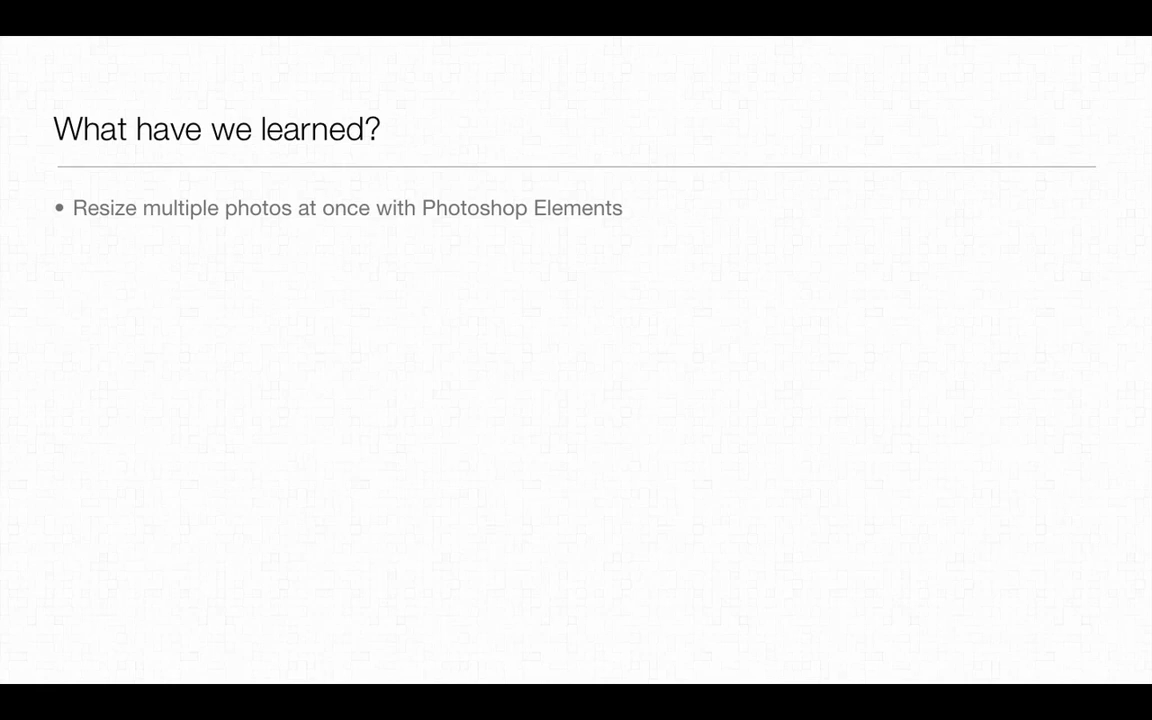 What have we learned?
• Resize multiple photos at once with Photoshop Elements